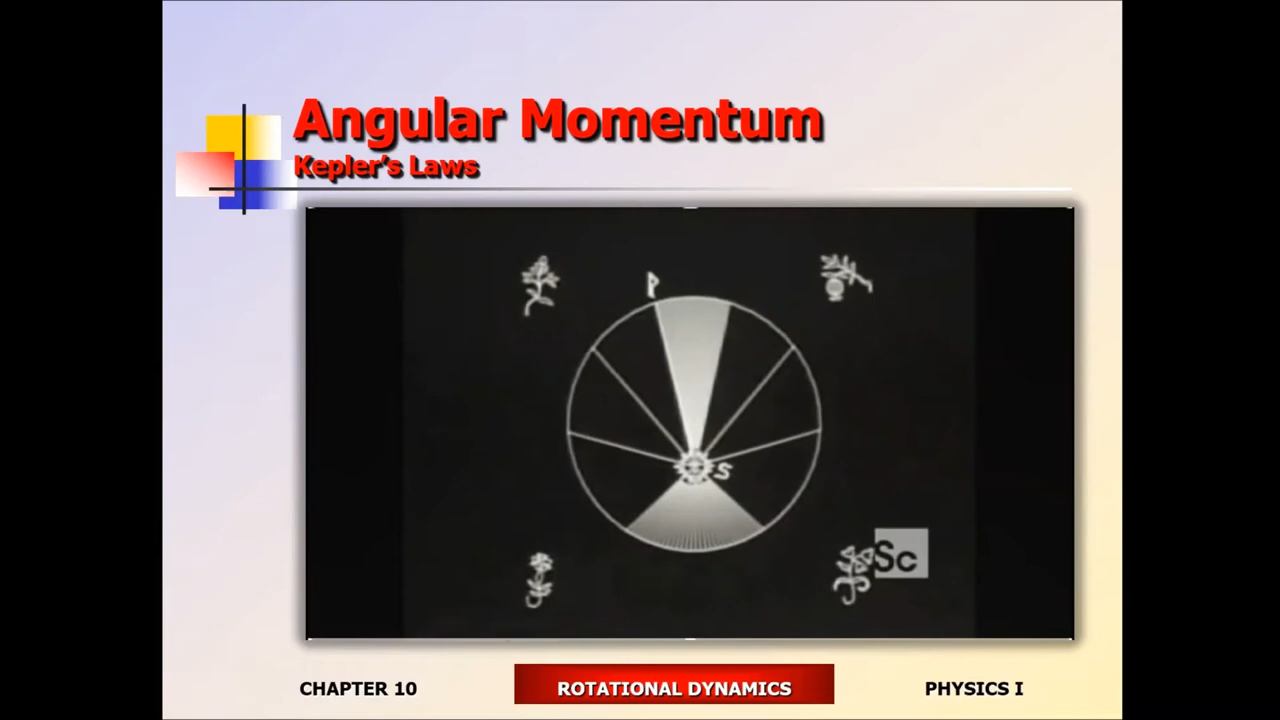 Angular Momentum
Kepler's Laws
P
S
Sc
CHAPTER 10
ROTATIONAL DYNAMICS
PHYSICS I